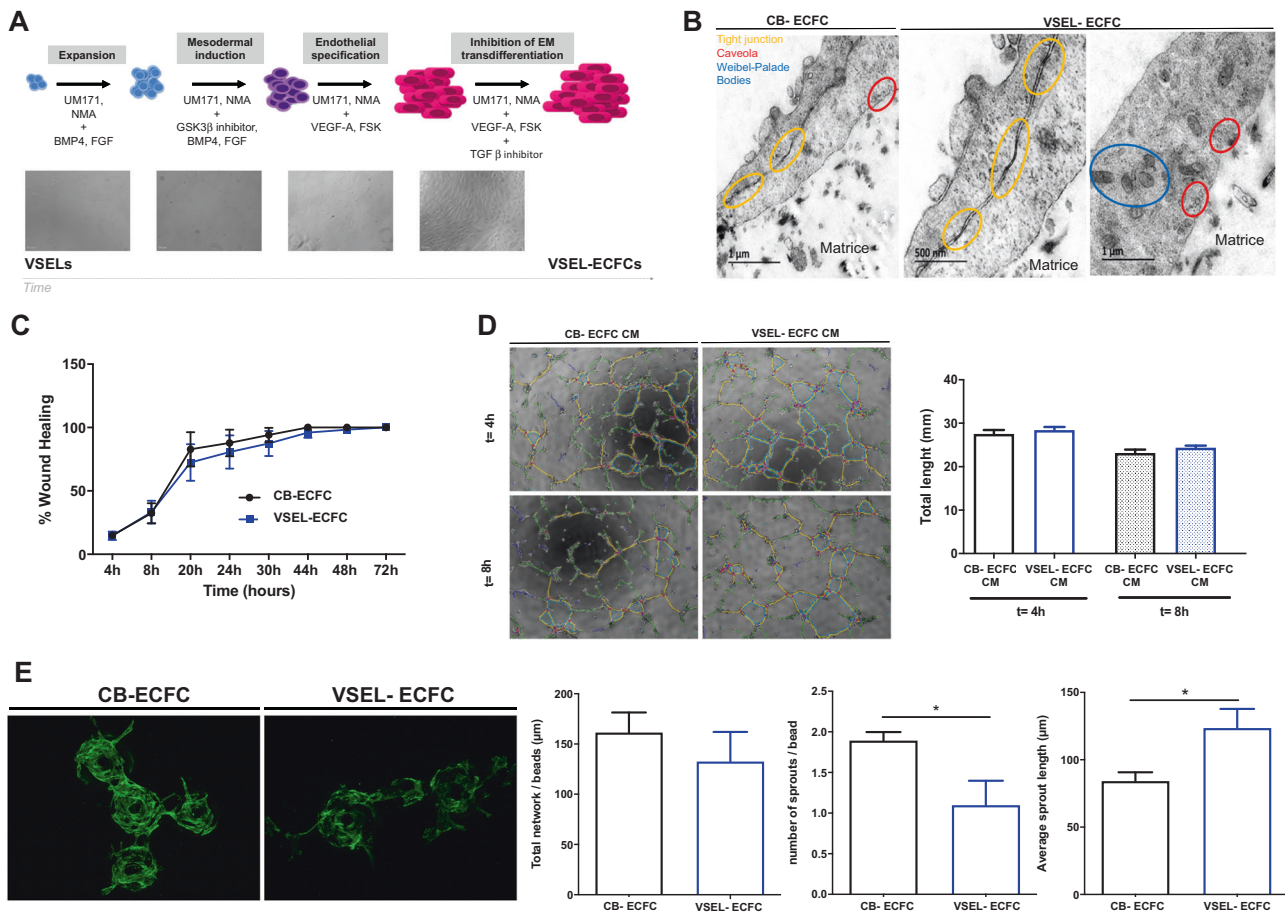 A
Expansion
Mesodermal
induction
Endothelial
specification
Inhibition of EM
transdifferentiation
UM171,
NMA
+
BMP4, FGF
UM171, NMA
+
GSK3β inhibitor,
BMP4, FGF
UM171, NMA
+
VEGF-A, FSK
UM171, NMA
+
VEGF-A, FSK
+
TGF β inhibitor
VSELs
VSEL-ECFCs
Time
B
CB- ECFC
VSEL- ECFC
Tight junction
Caveola
Weibel-Palade
Bodies
Matrice
1 µm
Matrice
500 nm
Matrice
1 µm
C
% Wound Healing
150
100
50
0
CB-ECFC
VSEL-ECFC
4h 8h 20h 24h 30h 44h 48h 72h
Time (hours)
D
CB- ECFC CM
VSEL- ECFC CM
t= 4h
t= 8h
Total lenght (mm)
40
30
20
10
0
CB- ECFC
CM
VSEL- ECFC
CM
CB- ECFC
CM
VSEL- ECFC
CM
t= 4h
t= 8h
E
CB-ECFC
VSEL- ECFC
Total network / beads (µm)
200
150
100
50
0
CB- ECFC
VSEL- ECFC
number of sprouts / bead
2.5
2.0
1.5
1.0
0.5
0.0
*
CB- ECFC
VSEL- ECFC
Average sprout length (µm)
150
100
50
0
*
CB- ECFC
VSEL- ECFC